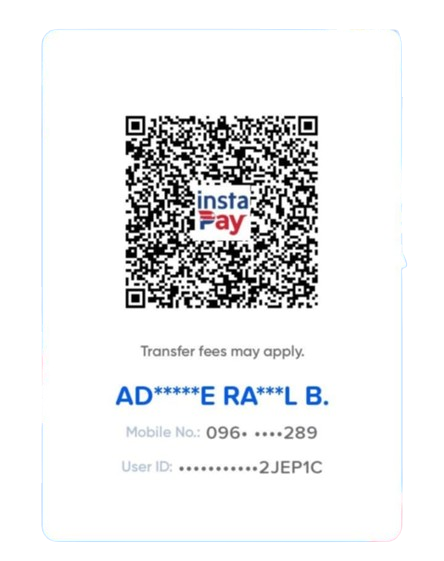 insta
Pay
Transfer fees may apply.
AD*****E RA***L B.
Mobile No.: 096• ••••289
User ID: •••••••••••2JEP1C